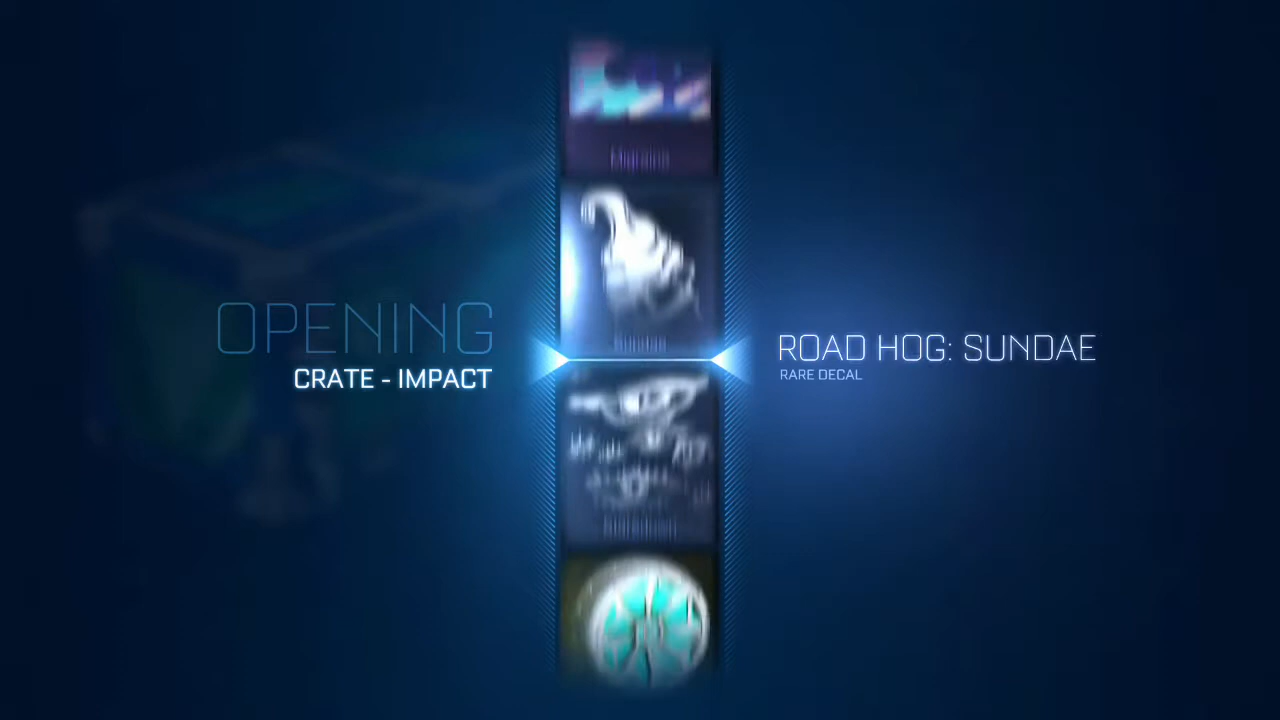 OPENING
CRATE - IMPACT
ROAD HOG: SUNDAE
RARE DECAL